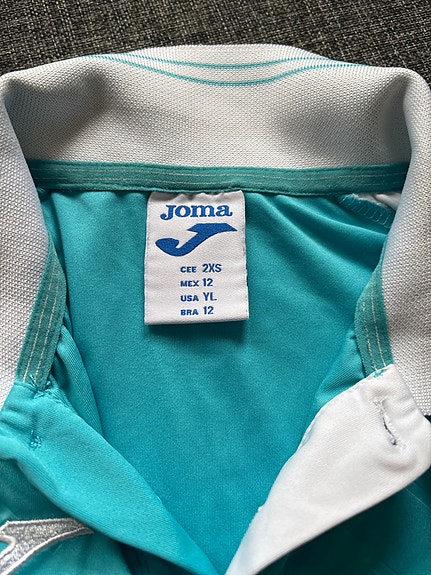 JOMA
CEE 2XS
MEX 12
USA YL
BRA 12